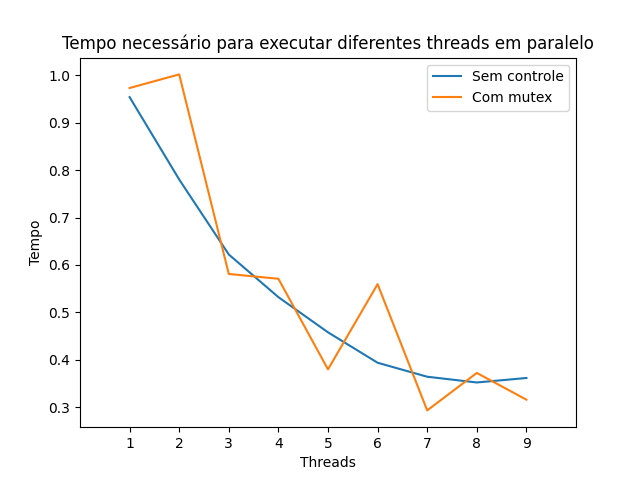 Tempo necessário para executar diferentes threads em paralelo
Sem controle
Com mutex
Tempo
1.0
0.9
0.8
0.7
0.6
0.5
0.4
0.3
1 2 3 4 5 6 7 8 9
Threads